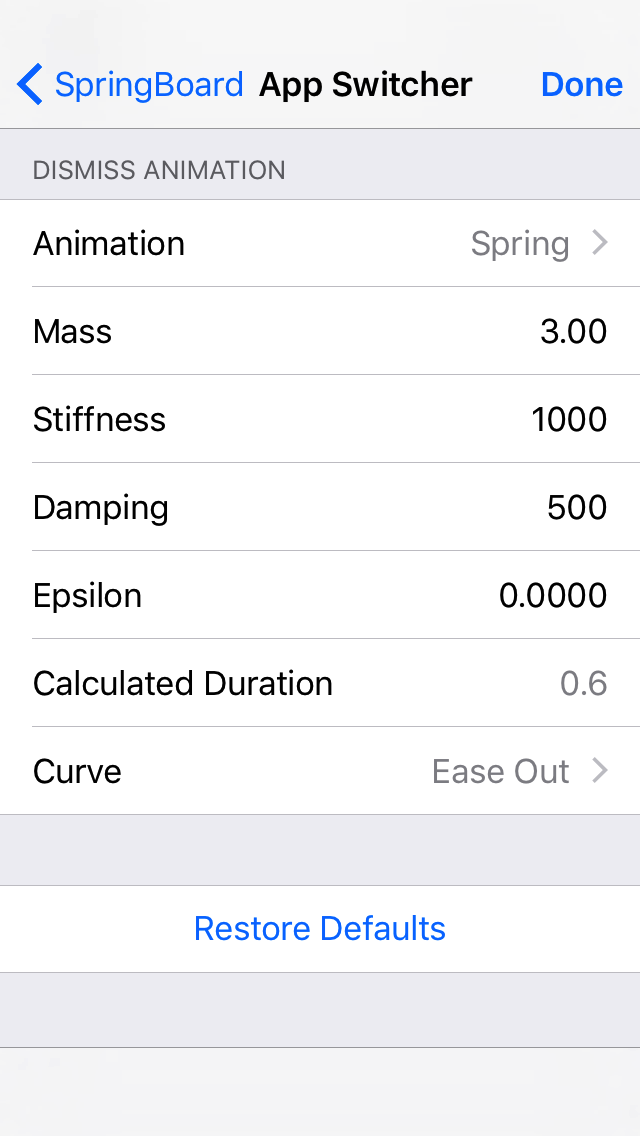 SpringBoard App Switcher Done
DISMISS ANIMATION
Animation Spring
Mass 3.00
Stiffness 1000
Damping 500
Epsilon 0.0000
Calculated Duration 0.6
Curve Ease Out
Restore Defaults